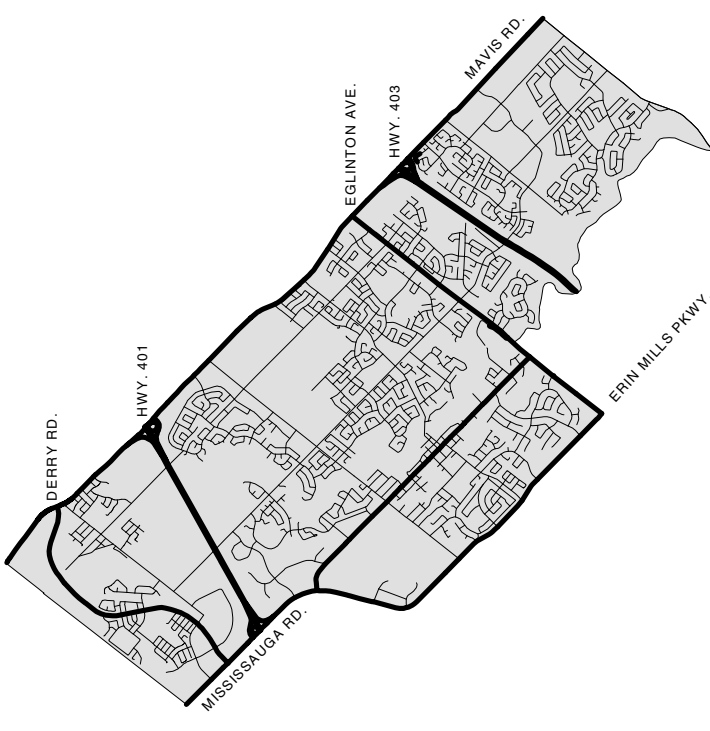 MAVIS RD.
EGLINTON AVE.
HWY. 403
HWY. 401
DERRY RD.
ERIN MILLS PKWY
MISSISSAUGA RD.